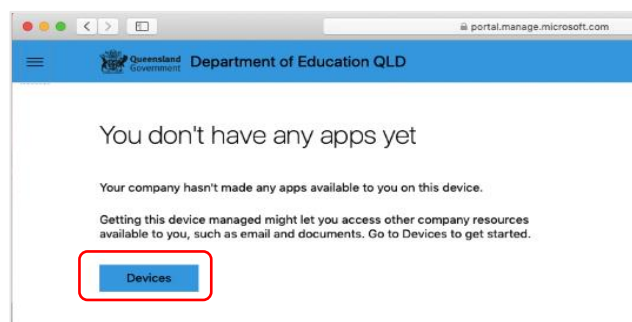 portal.manage.microsoft.com
Queensland
Government
Department of Education QLD
You don't have any apps yet
Your company hasn't made any apps available to you on this device.
Getting this device managed might let you access other company resources
available to you, such as email and documents. Go to Devices to get started.
Devices